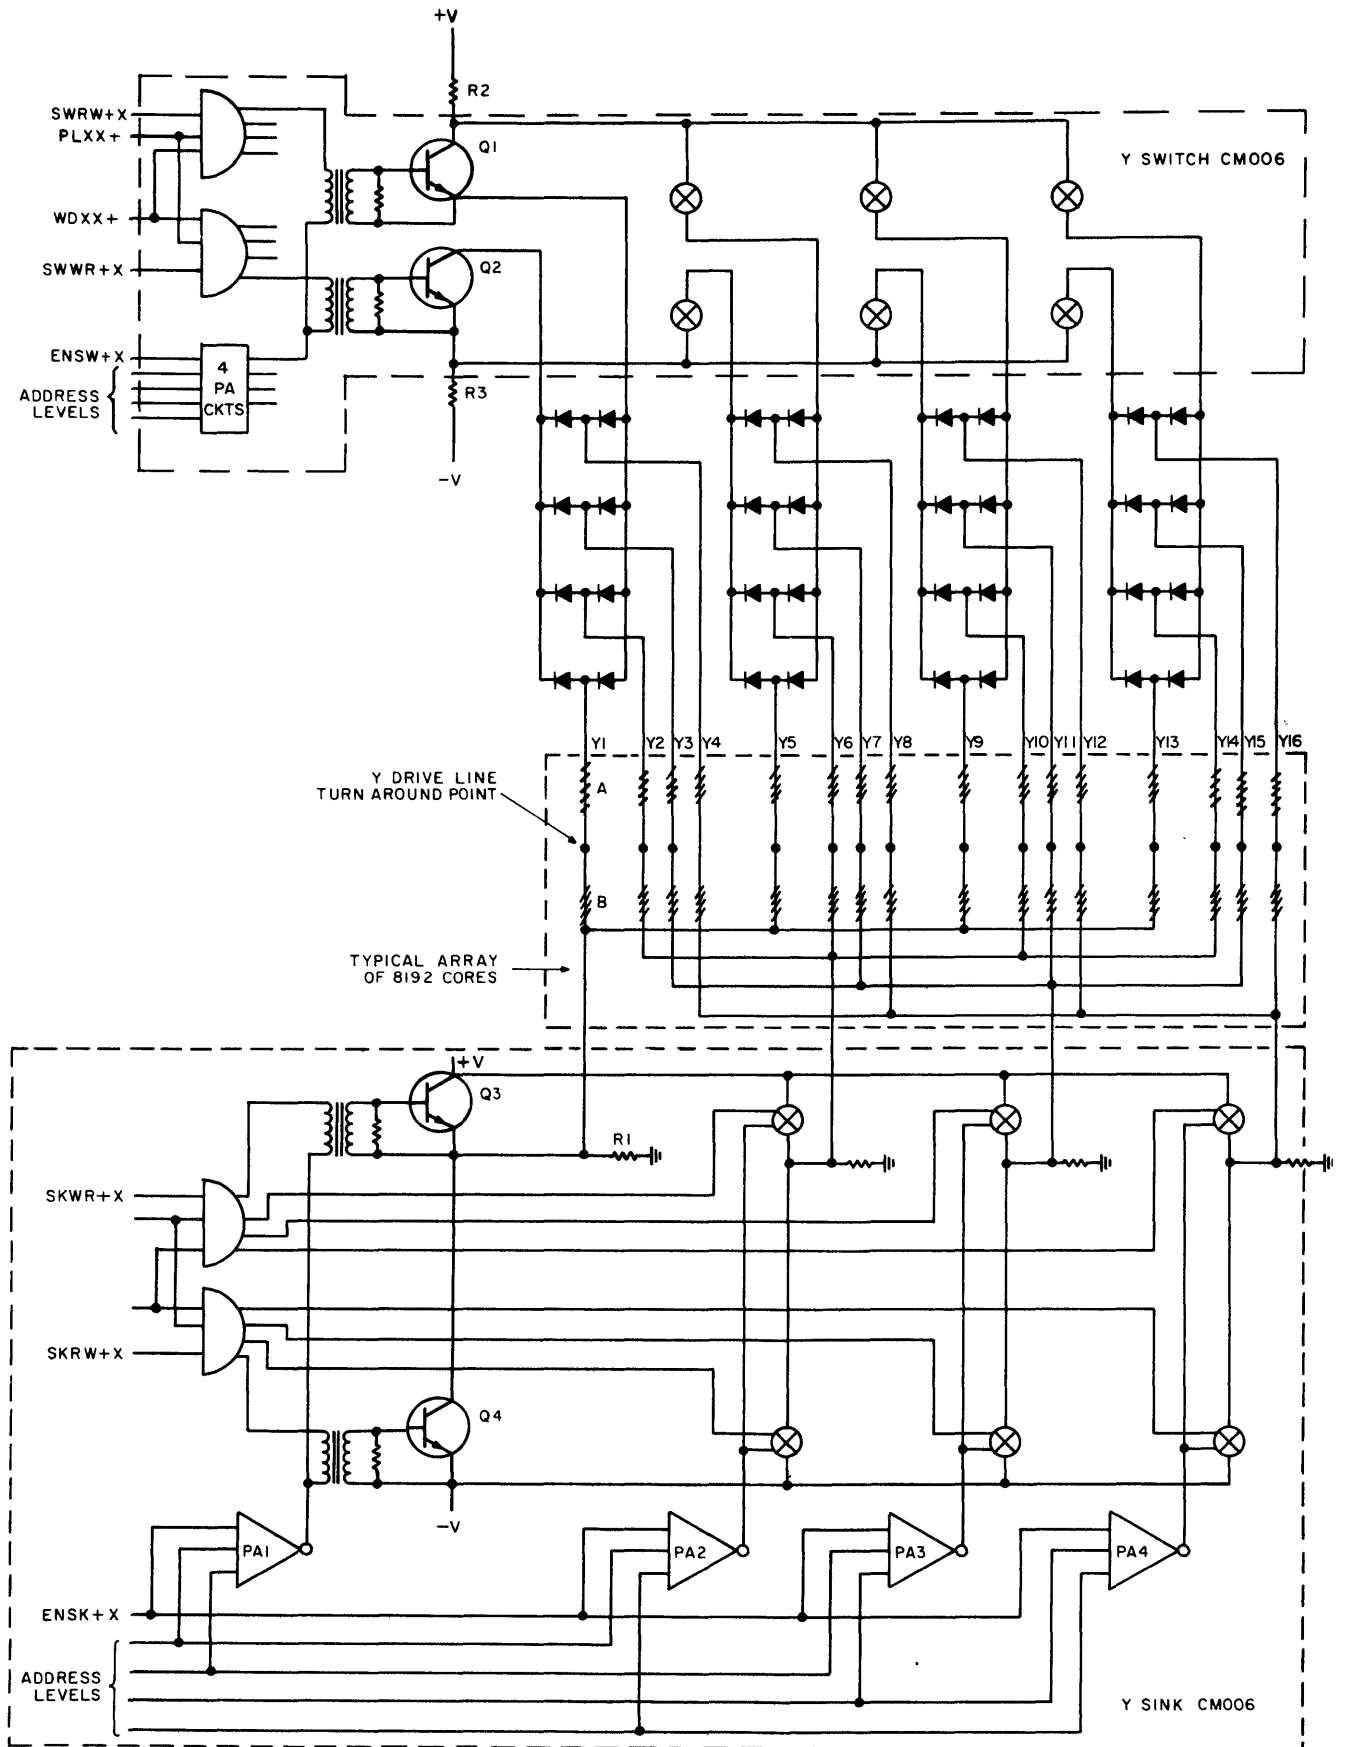 +V
R2
SWRW+X
PLXX+
Q1
Y SWITCH CM006
WDXX+
SWWR+X
Q2
ENSW+X
4
PA
CKTS
ADDRESS
LEVELS
R3
-V
Y1 Y2 Y3 Y4 Y5 Y6 Y7 Y8 Y9 Y10 Y11 Y12 Y13 Y14 Y15 Y16
Y DRIVE LINE
TURN AROUND POINT
A
B
TYPICAL ARRAY
OF 8192 CORES
+V
Q3
R1
SKWR+X
SKRW+X
Q4
-V
PA1 PA2 PA3 PA4
ENSK+X
ADDRESS
LEVELS
Y SINK CM006